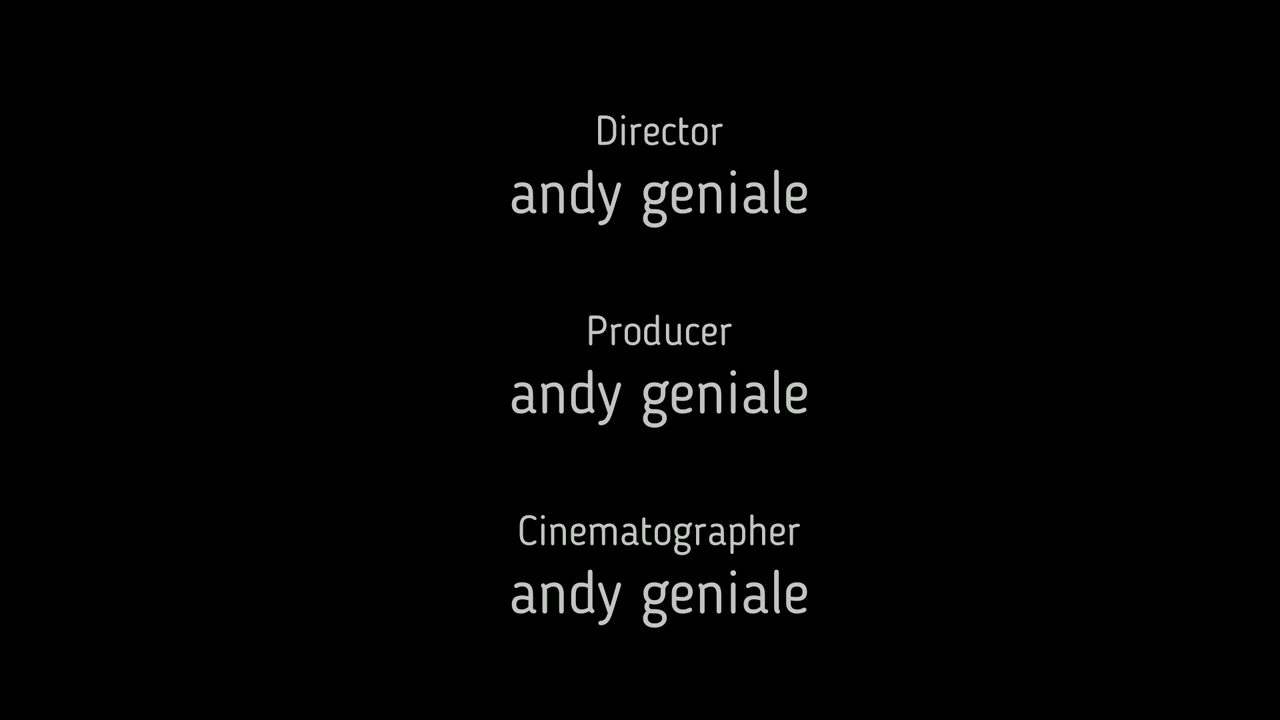 Director
andy geniale
Producer
andy geniale
Cinematographer
andy geniale